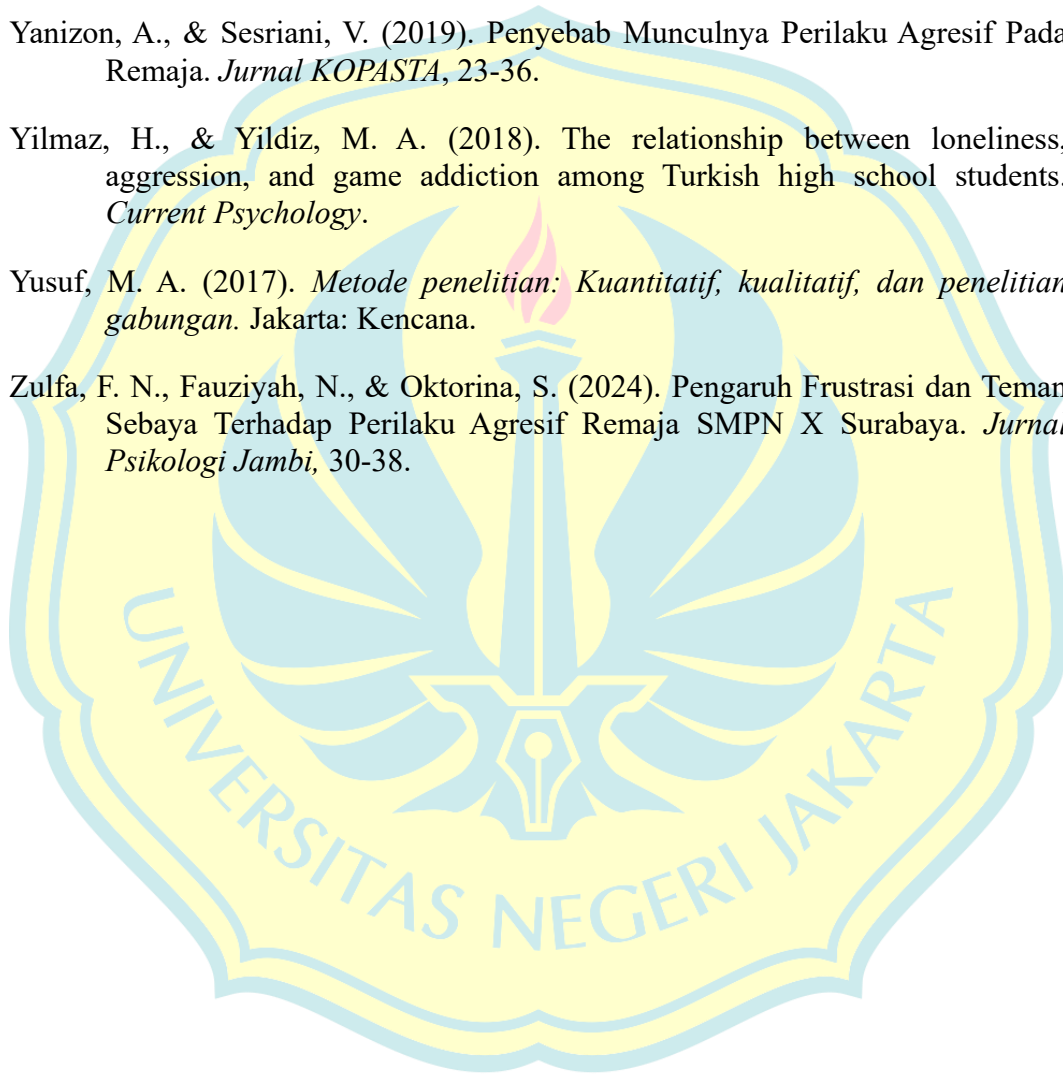 Yanizon, A., & Sesriani, V. (2019). Penyebab Munculnya Perilaku Agresif Pada
Remaja. Jurnal KOPASTA, 23-36.
Yilmaz, H., & Yildiz, M. A. (2018). The relationship between loneliness,
aggression, and game addiction among Turkish high school students.
Current Psychology.
Yusuf, M. A. (2017). Metode penelitian: Kuantitatif, kualitatif, dan penelitian
gabungan. Jakarta: Kencana.
Zulfa, F. N., Fauziyah, N., & Oktorina, S. (2024). Pengaruh Frustrasi dan Teman
Sebaya Terhadap Perilaku Agresif Remaja SMPN X Surabaya. Jurnal
Psikologi Jambi, 30-38.
UNIVERSITAS NEGERI JAKARTA